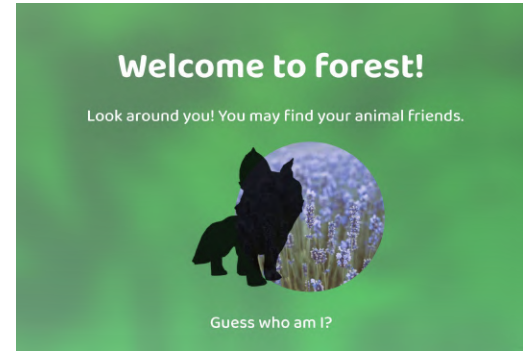 Welcome to forest!
Look around you! You may find your animal friends.
Guess who am I?